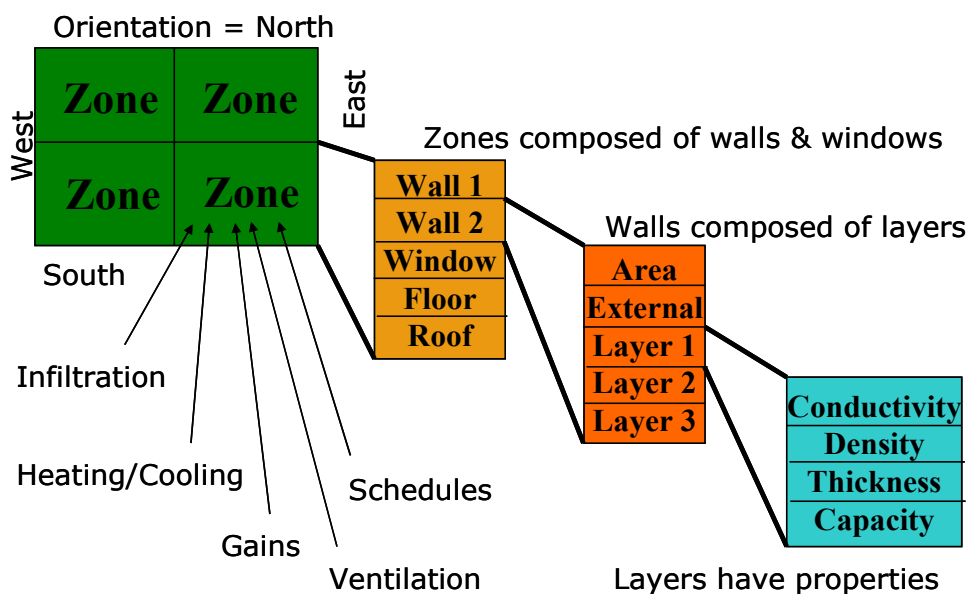 Orientation = North
West
East
Zone
Zone
Zone
Zone
South
Infiltration
Heating/Cooling
Gains
Ventilation
Schedules
Zones composed of walls & windows
Wall 1
Wall 2
Window
Floor
Roof
Walls composed of layers
Area
External
Layer 1
Layer 2
Layer 3
Conductivity
Density
Thickness
Capacity
Layers have properties